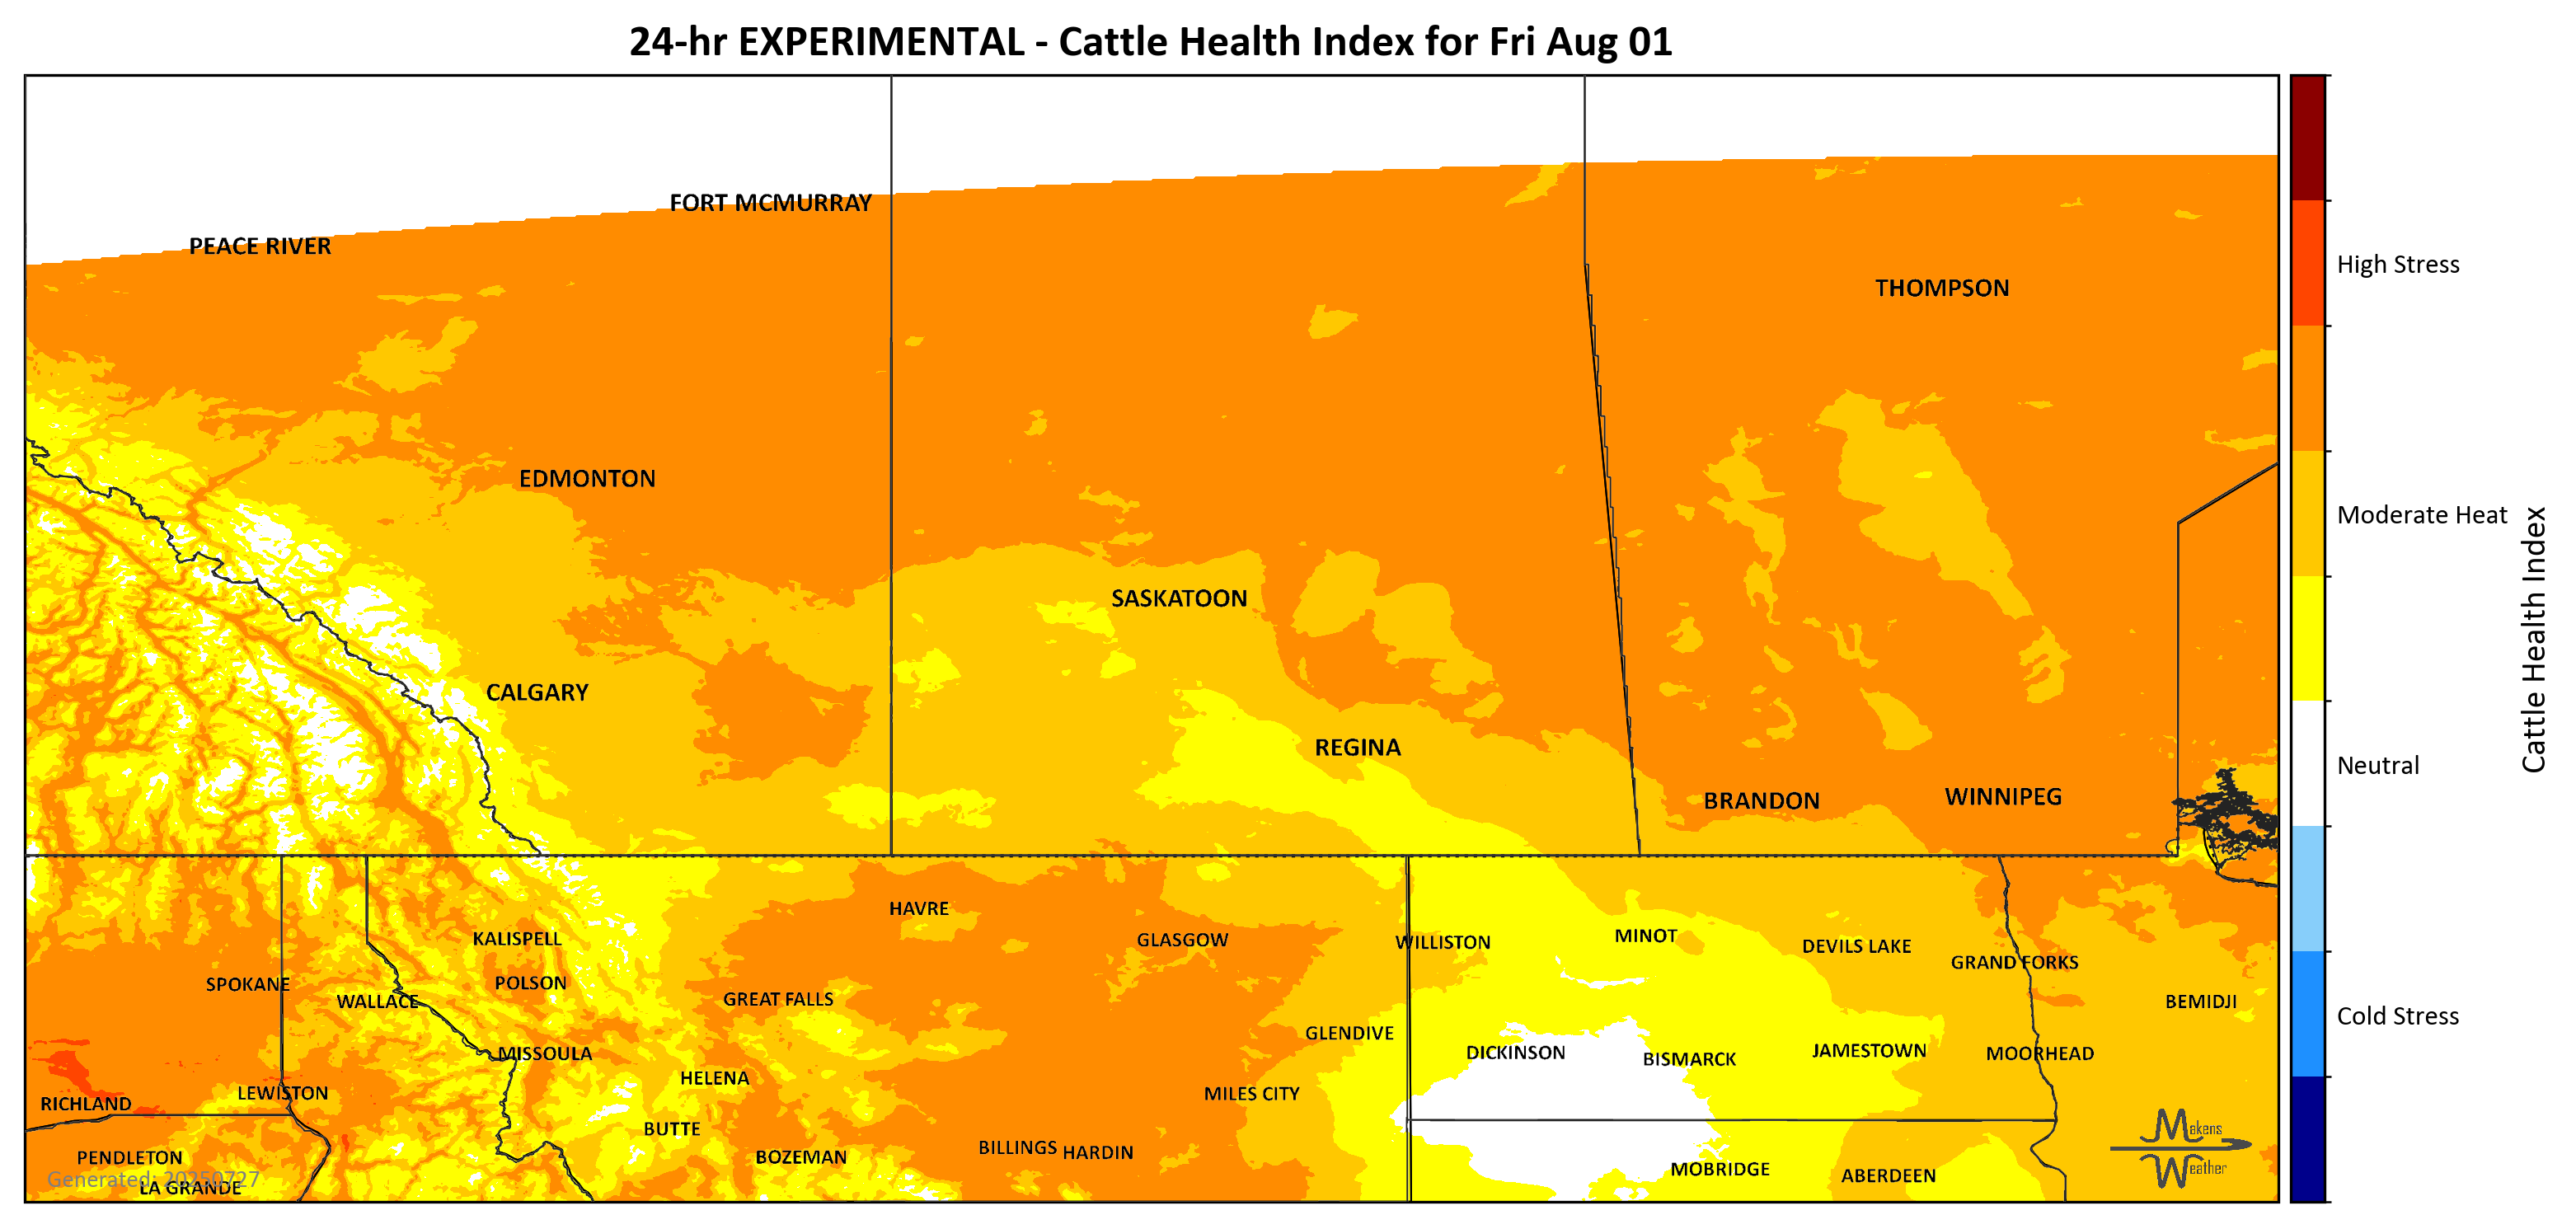 24-hr EXPERIMENTAL - Cattle Health Index for Fri Aug 01
FORT MCMURRAY
PEACE RIVER
THOMPSON
EDMONTON
SASKATOON
CALGARY
REGINA
BRANDON
WINNIPEG
HAVRE
KALISPELL
GLASGOW
WILLISTON
MINOT
DEVILS LAKE
GRAND FORKS
SPOKANE
POLSON
WALLACE
GREAT FALLS
BEMIDJI
GLENDIVE
MISSOULA
DICKINSON
BISMARCK
JAMESTOWN
MOORHEAD
HELENA
LEWISTON
MILES CITY
RICHLAND
BUTTE
BILLINGS
HARDIN
PENDLETON
BOZEMAN
MOBRIDGE
ABERDEEN
Generated: 20250727
LA GRANDE
Makens
Weather
High Stress
Moderate Heat
Neutral
Cold Stress
Cattle Health Index